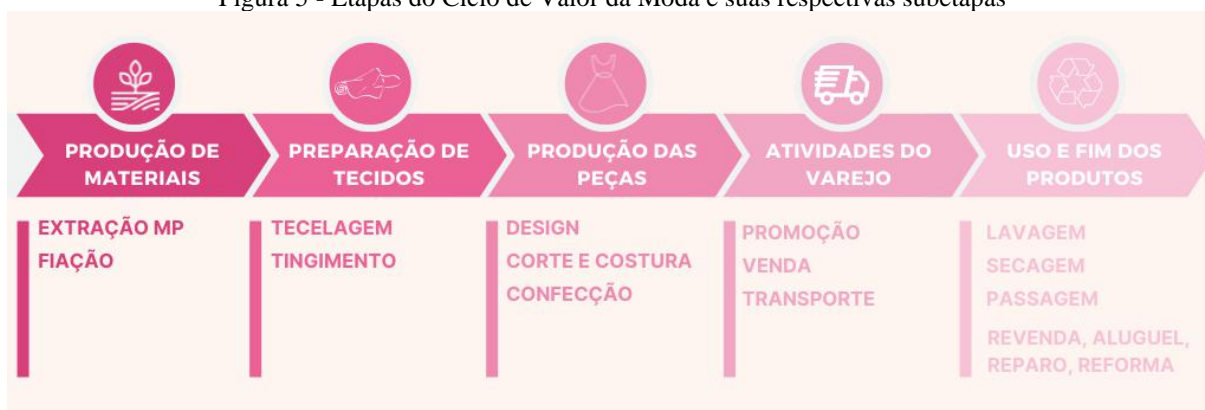 Figura 5 - Etapas do Ciclo de Valor da Moda e suas respectivas subetapas
PRODUÇÃO DE
MATERIAIS
PREPARAÇÃO DE
TECIDOS
PRODUÇÃO DAS
PEÇAS
ATIVIDADES DO
VAREJO
USO E FIM DOS
PRODUTOS
EXTRAÇÃO MP
FIAÇÃO
TECELAGEM
TINGIMENTO
DESIGN
CORTE E COSTURA
CONFECÇÃO
PROMOÇÃO
VENDA
TRANSPORTE
LAVAGEM
SECAGEM
PASSAGEM
REVENDA, ALUGUEL,
REPARO, REFORMA